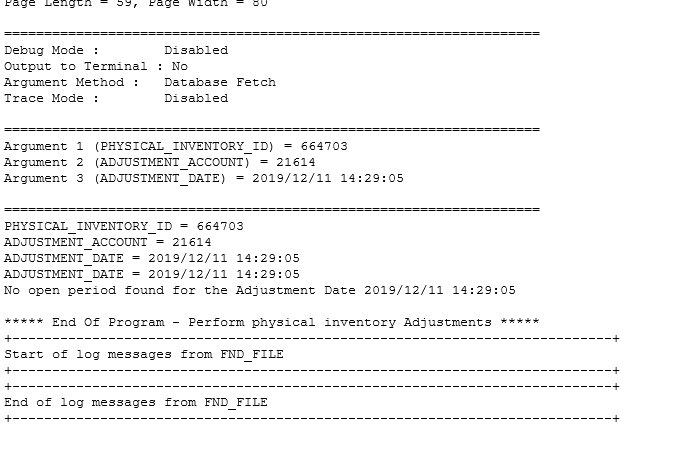 Page Length = 59, Page Width = 80
===================================================================
Debug Mode :        Disabled
Output to Terminal : No
Argument Method :   Database Fetch
Trace Mode :        Disabled
===================================================================
Argument 1 (PHYSICAL_INVENTORY_ID) = 664703
Argument 2 (ADJUSTMENT_ACCOUNT) = 21614
Argument 3 (ADJUSTMENT_DATE) = 2019/12/11 14:29:05
===================================================================
PHYSICAL_INVENTORY_ID = 664703
ADJUSTMENT_ACCOUNT = 21614
ADJUSTMENT_DATE = 2019/12/11 14:29:05
ADJUSTMENT_DATE = 2019/12/11 14:29:05
No open period found for the Adjustment Date 2019/12/11 14:29:05
***** End Of Program - Perform physical inventory Adjustments *****
+---------------------------------------------------------------------------+
Start of log messages from FND_FILE
+---------------------------------------------------------------------------+
+---------------------------------------------------------------------------+
End of log messages from FND_FILE
+---------------------------------------------------------------------------+